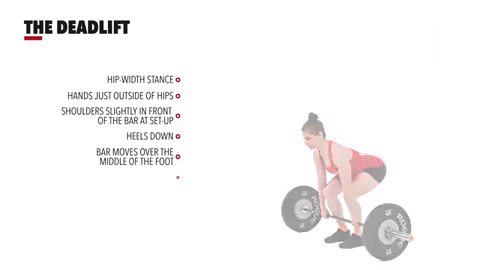 THE DEADLIFT
HIP-WIDTH STANCE
HANDS JUST OUTSIDE OF HIPS
SHOULDERS SLIGHTLY IN FRONT
OF THE BAR AT SET-UP
HEELS DOWN
BAR MOVES OVER THE
MIDDLE OF THE FOOT
ROGUE